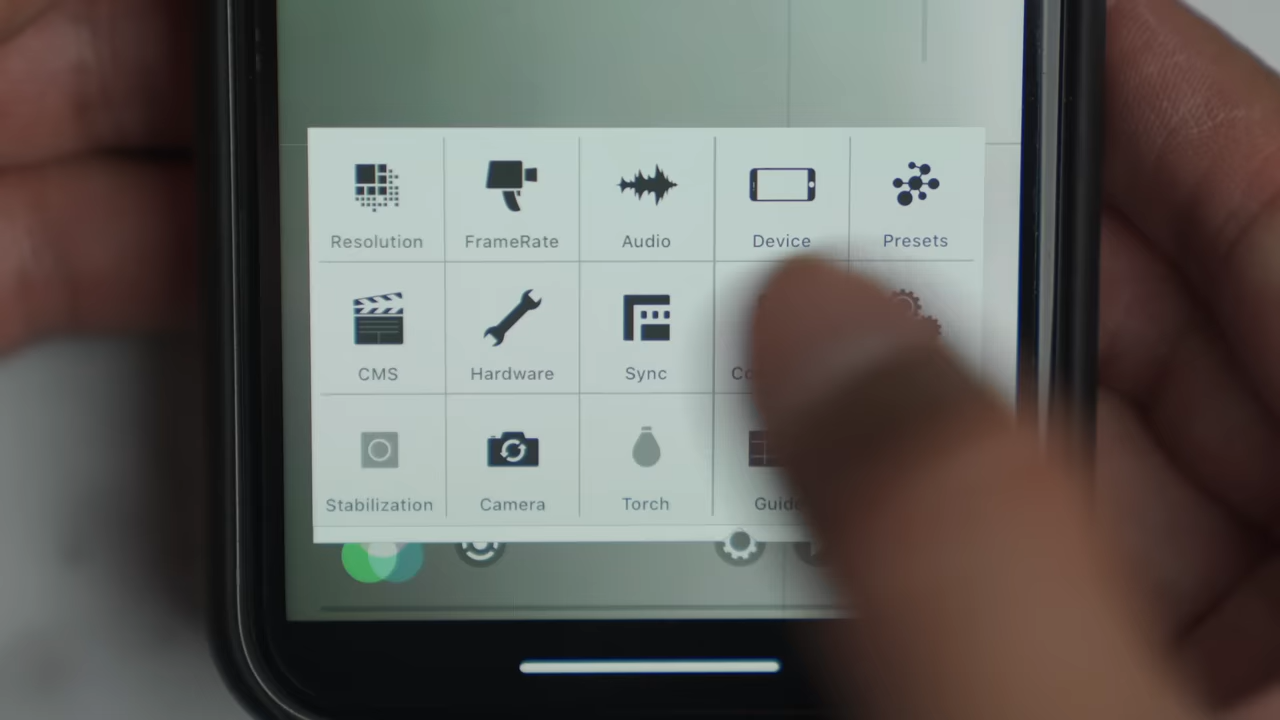 Resolution FrameRate Audio Device Presets
CMS Hardware Sync
Stabilization Camera Torch